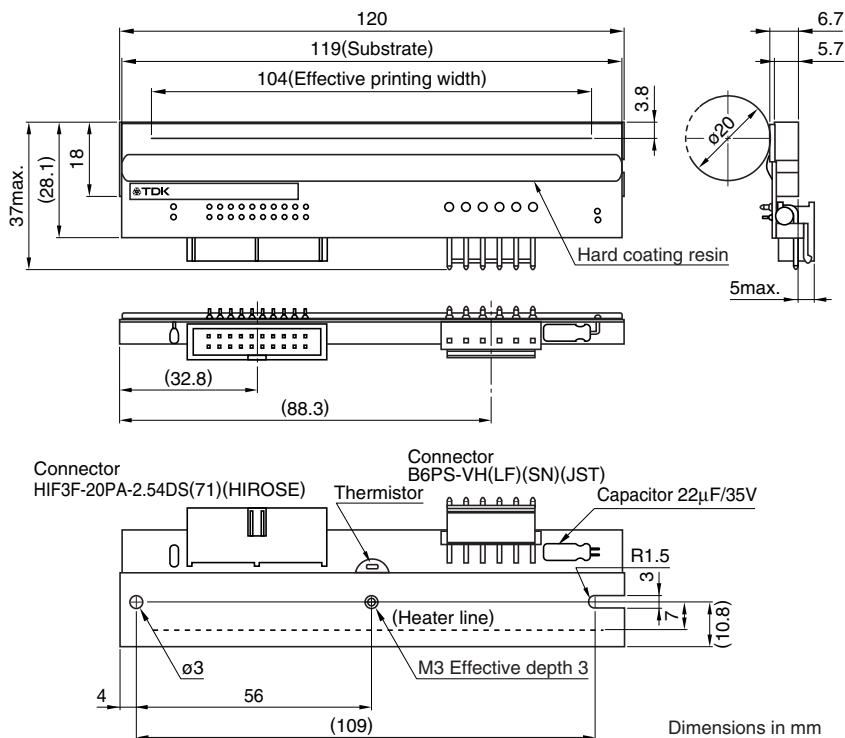 120
6.7
119(Substrate)
5.7
104(Effective printing width)
3.8
ø20
37max.
(28.1)
18
TDK
Hard coating resin
5max.
(32.8)
(88.3)
Connector
HIF3F-20PA-2.54DS(71)(HIROSE)
Connector
B6PS-VH(LF)(SN)(JST)
Thermistor
Capacitor 22µF/35V
R1.5
3
7
(10.8)
(Heater line)
ø3
M3 Effective depth 3
4
56
(109)
Dimensions in mm